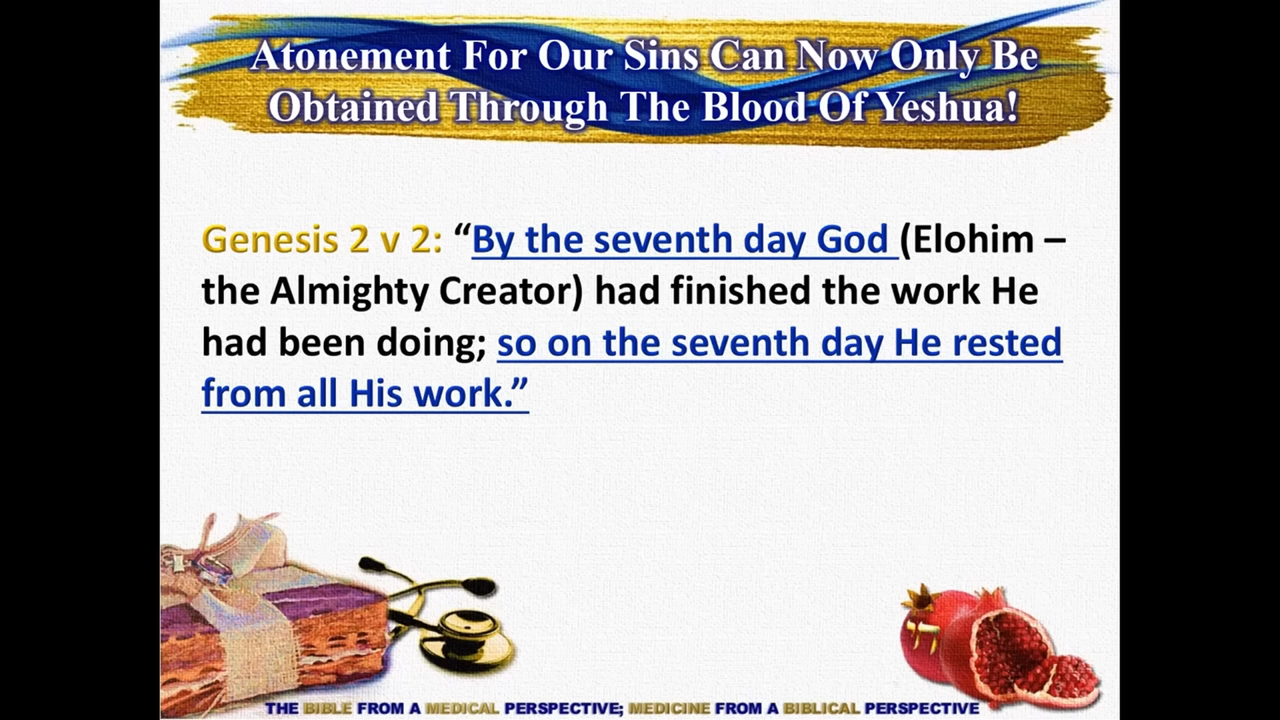 Atonement For Our Sins Can Now Only Be
Obtained Through The Blood Of Yeshua!
Genesis 2 v 2: “By the seventh day God (Elohim –
the Almighty Creator) had finished the work He
had been doing; so on the seventh day He rested
from all His work.”
THE BIBLE FROM A MEDICAL PERSPECTIVE; MEDICINE FROM A BIBLICAL PERSPECTIVE